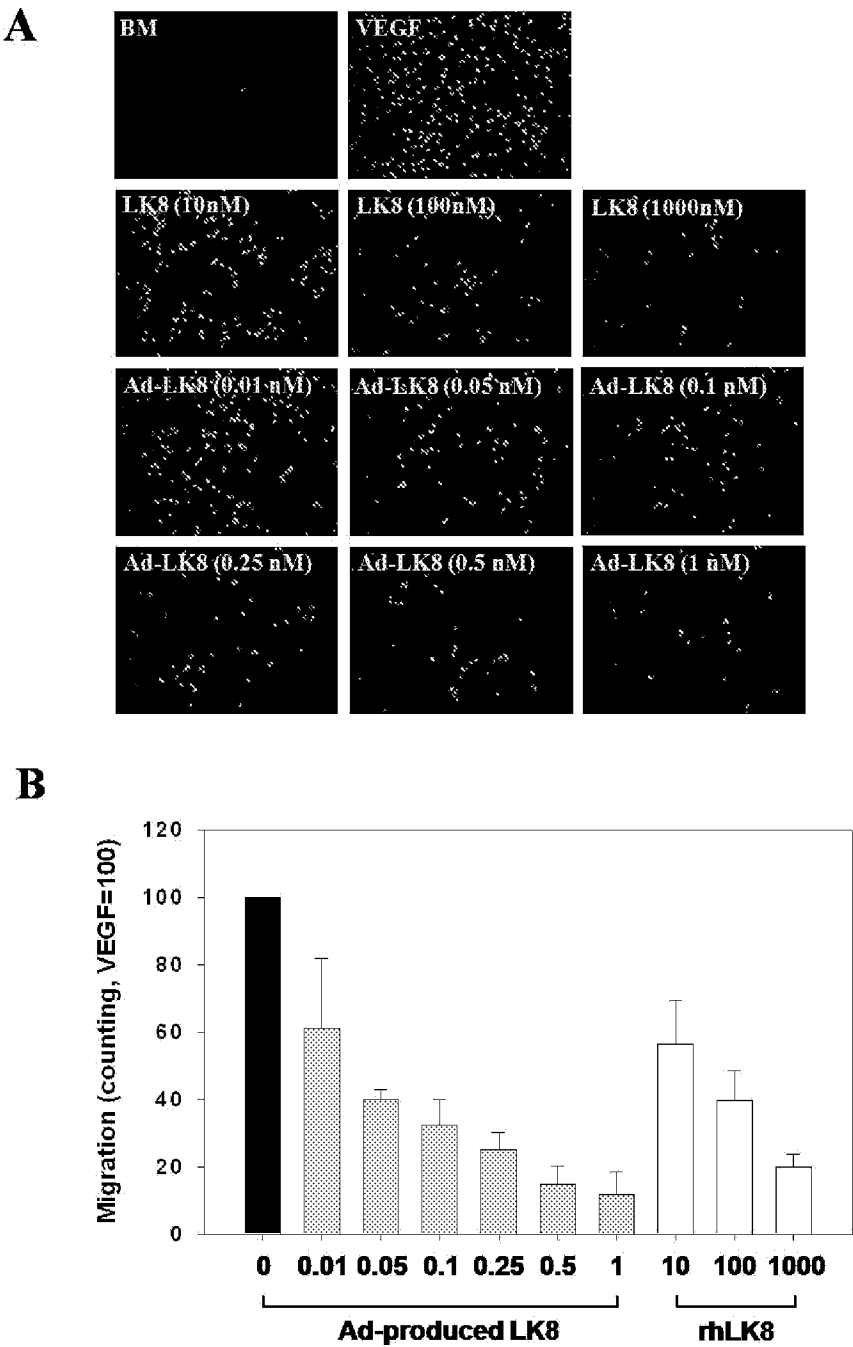 A
BM VEGF
LK8 (10nM) LK8 (100nM) LK8 (1000nM)
Ad-LK8 (0.01 nM) Ad-LK8 (0.05 nM) Ad-LK8 (0.1 nM)
Ad-LK8 (0.25 nM) Ad-LK8 (0.5 nM) Ad-LK8 (1 nM)
B
Migration (counting, VEGF=100)
120
100
80
60
40
20
0
0 0.01 0.05 0.1 0.25 0.5 1 10 100 1000
Ad-produced LK8 rhLK8